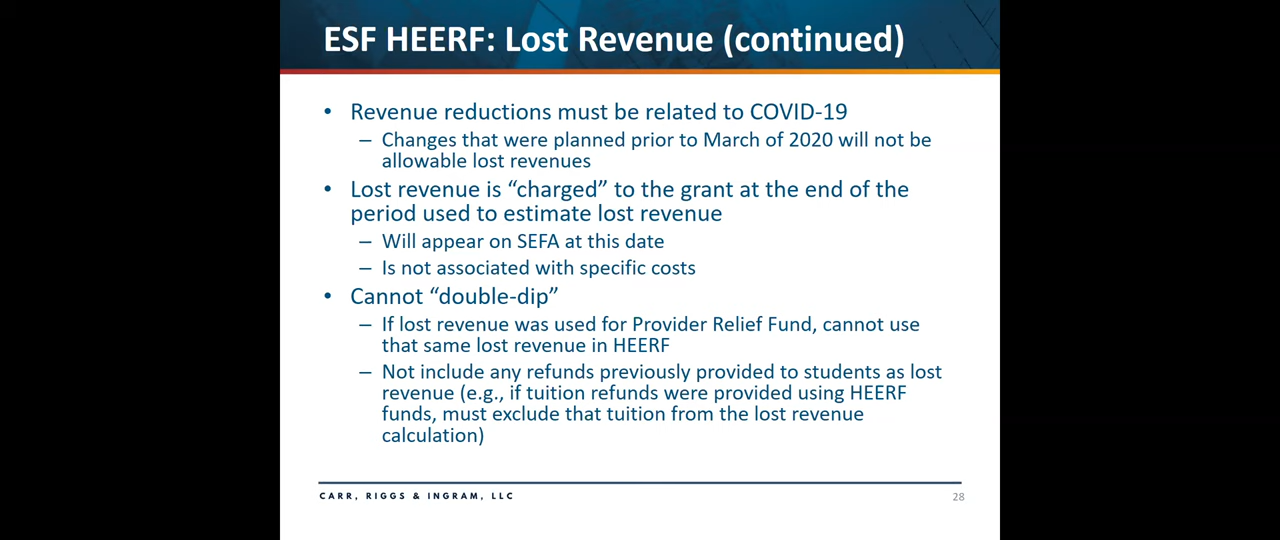 ESF HEERF: Lost Revenue (continued)
• Revenue reductions must be related to COVID-19
– Changes that were planned prior to March of 2020 will not be
allowable lost revenues
• Lost revenue is “charged” to the grant at the end of the
period used to estimate lost revenue
– Will appear on SEFA at this date
– Is not associated with specific costs
• Cannot “double-dip”
– If lost revenue was used for Provider Relief Fund, cannot use
that same lost revenue in HEERF
– Not include any refunds previously provided to students as lost
revenue (e.g., if tuition refunds were provided using HEERF
funds, must exclude that tuition from the lost revenue
calculation)
CARR, RIGGS & INGRAM, LLC
28